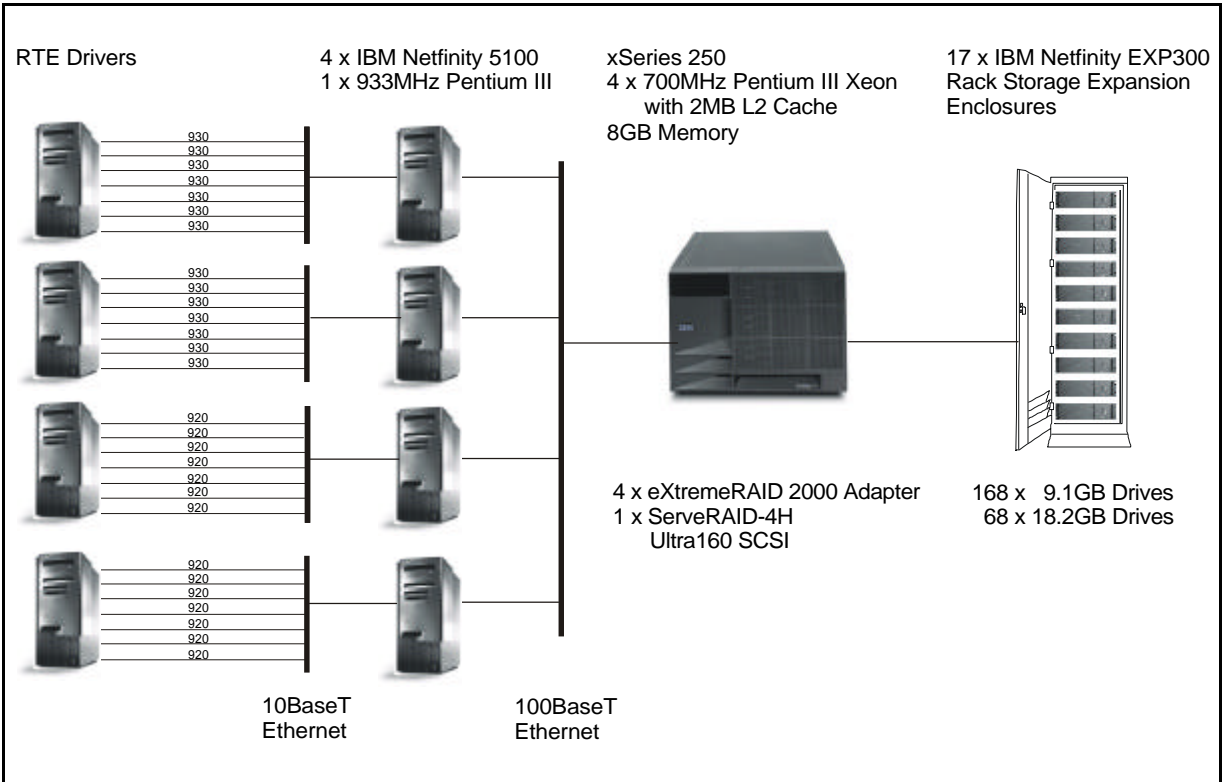 RTE Drivers
4 x IBM Netfinity 5100
1 x 933MHz Pentium III
xSeries 250
4 x 700MHz Pentium III Xeon
with 2MB L2 Cache
8GB Memory
17 x IBM Netfinity EXP300
Rack Storage Expansion
Enclosures
930
930
930
930
930
930
930
930
930
930
930
930
930
930
IBM
920
920
920
920
920
920
920
920
920
920
920
920
920
920
4 x eXtremeRAID 2000 Adapter
1 x ServeRAID-4H
Ultra160 SCSI
168 x 9.1GB Drives
68 x 18.2GB Drives
10BaseT
Ethernet
100BaseT
Ethernet